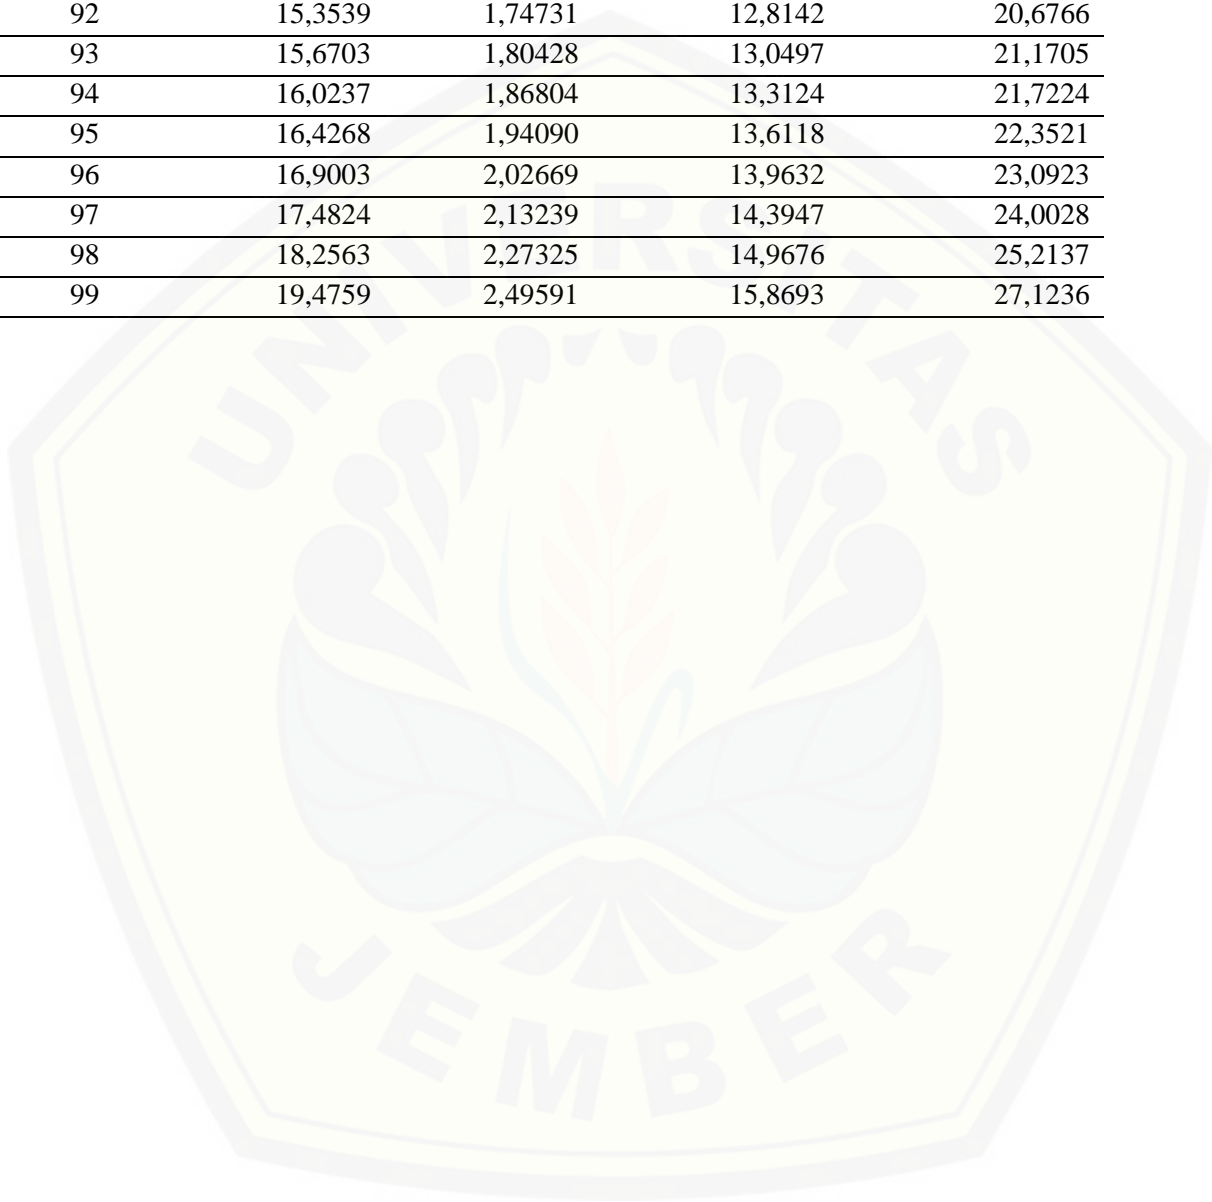 92 15,3539 1,74731 12,8142 20,6766
93 15,6703 1,80428 13,0497 21,1705
94 16,0237 1,86804 13,3124 21,7224
95 16,4268 1,94090 13,6118 22,3521
96 16,9003 2,02669 13,9632 23,0923
97 17,4824 2,13239 14,3947 24,0028
98 18,2563 2,27325 14,9676 25,2137
99 19,4759 2,49591 15,8693 27,1236
UNIVERSITAS
JEMBER